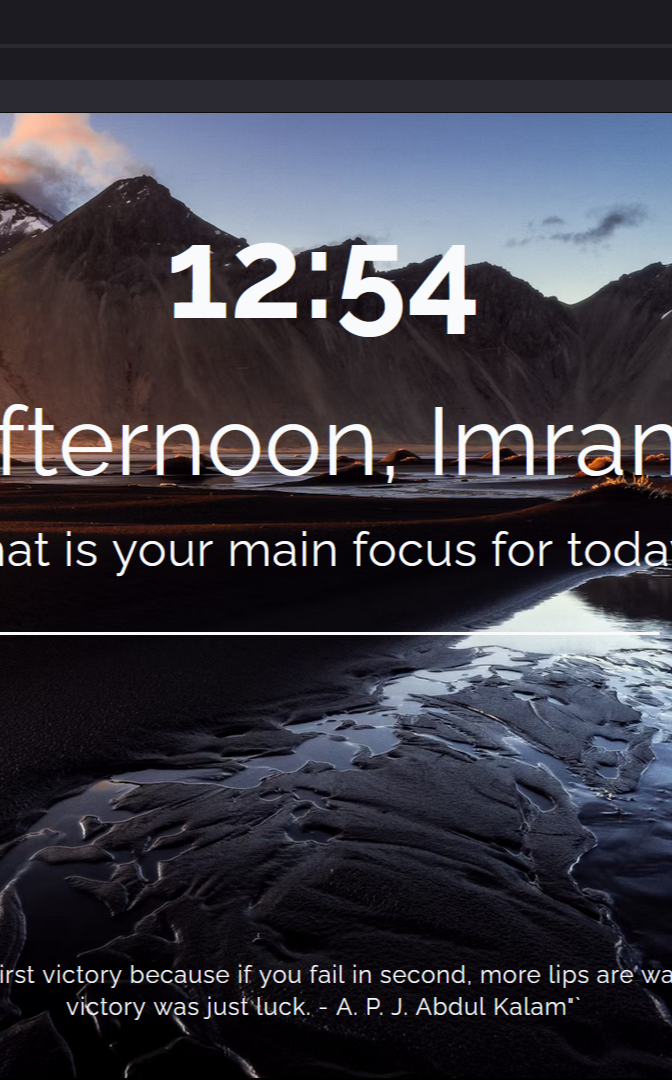 12:54
fternoon, Imran
hat is your main focus for today
irst victory because if you fail in second, more lips are wa
victory was just luck. - A. P. J. Abdul Kalam"`